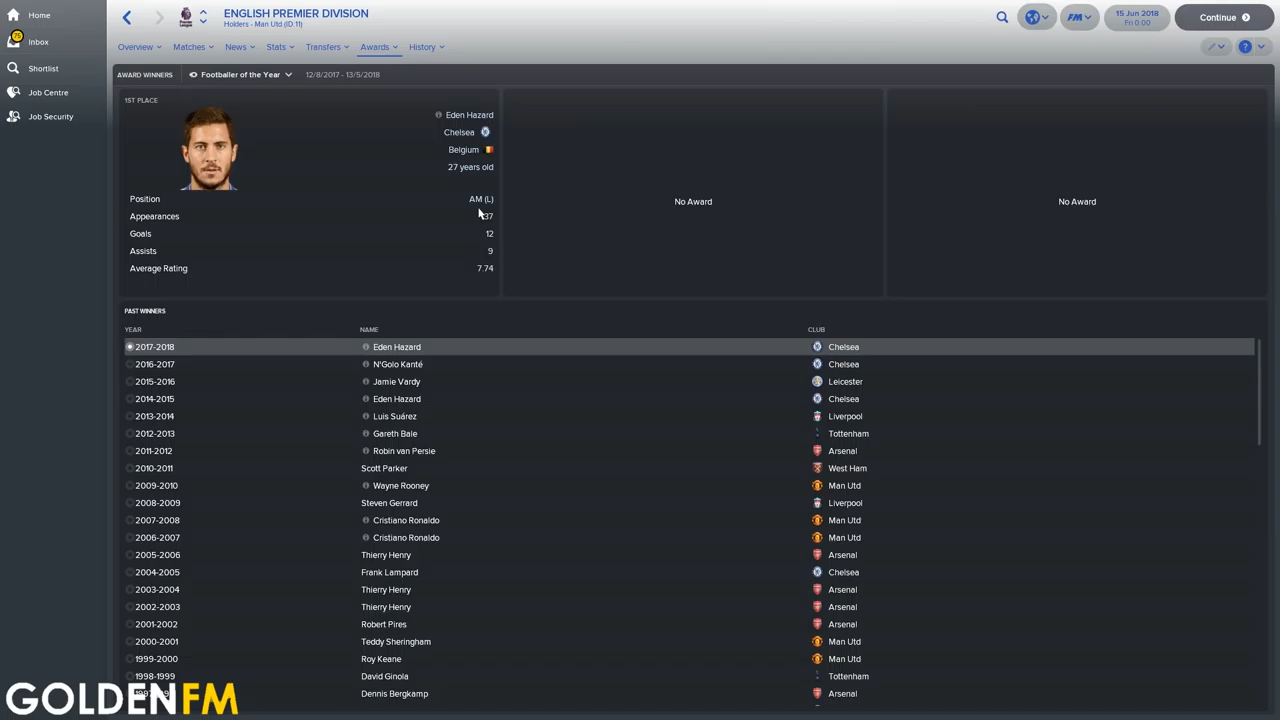 Home
Inbox
75
Shortlist
Job Centre
Job Security
ENGLISH PREMIER DIVISION
Holders - Man Utd (ID:11)
FM
15 Jun 2018
Fri 0:00
Continue
Overview
Matches
News
Stats
Transfers
Awards
History
?
AWARD WINNERS
Footballer of the Year
12/8/2017 - 13/5/2018
1ST PLACE
Eden Hazard
Chelsea
Belgium
27 years old
Position AM (L)
Appearances 37
Goals 12
Assists 9
Average Rating 7.74
No Award
No Award
PAST WINNERS
YEAR NAME CLUB
2017-2018 Eden Hazard Chelsea
2016-2017 N'Golo Kanté Chelsea
2015-2016 Jamie Vardy Leicester
2014-2015 Eden Hazard Chelsea
2013-2014 Luis Suárez Liverpool
2012-2013 Gareth Bale Tottenham
2011-2012 Robin van Persie Arsenal
2010-2011 Scott Parker West Ham
2009-2010 Wayne Rooney Man Utd
2008-2009 Steven Gerrard Liverpool
2007-2008 Cristiano Ronaldo Man Utd
2006-2007 Cristiano Ronaldo Man Utd
2005-2006 Thierry Henry Arsenal
2004-2005 Frank Lampard Chelsea
2003-2004 Thierry Henry Arsenal
2002-2003 Thierry Henry Arsenal
2001-2002 Robert Pires Arsenal
2000-2001 Teddy Sheringham Man Utd
1999-2000 Roy Keane Man Utd
1998-1999 David Ginola Tottenham
Dennis Bergkamp Arsenal
GOLDENFM